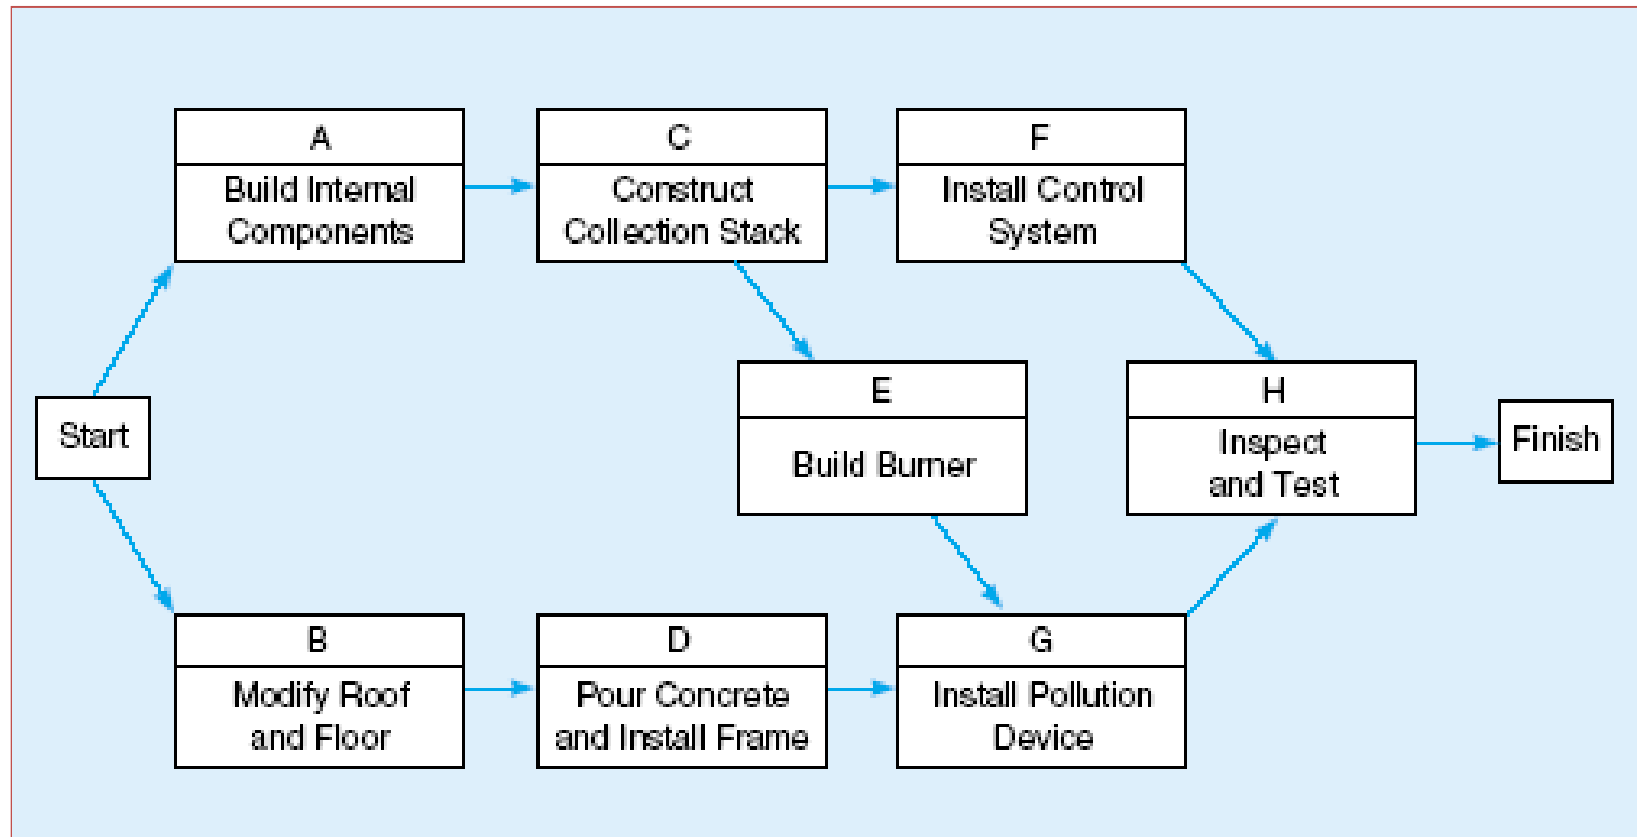 A
Build Internal
Components
C
Construct
Collection Stack
F
Install Control
System
Start
E
Build Burner
H
Inspect
and Test
Finish
B
Modify Roof
and Floor
D
Pour Concrete
and Install Frame
G
Install Pollution
Device